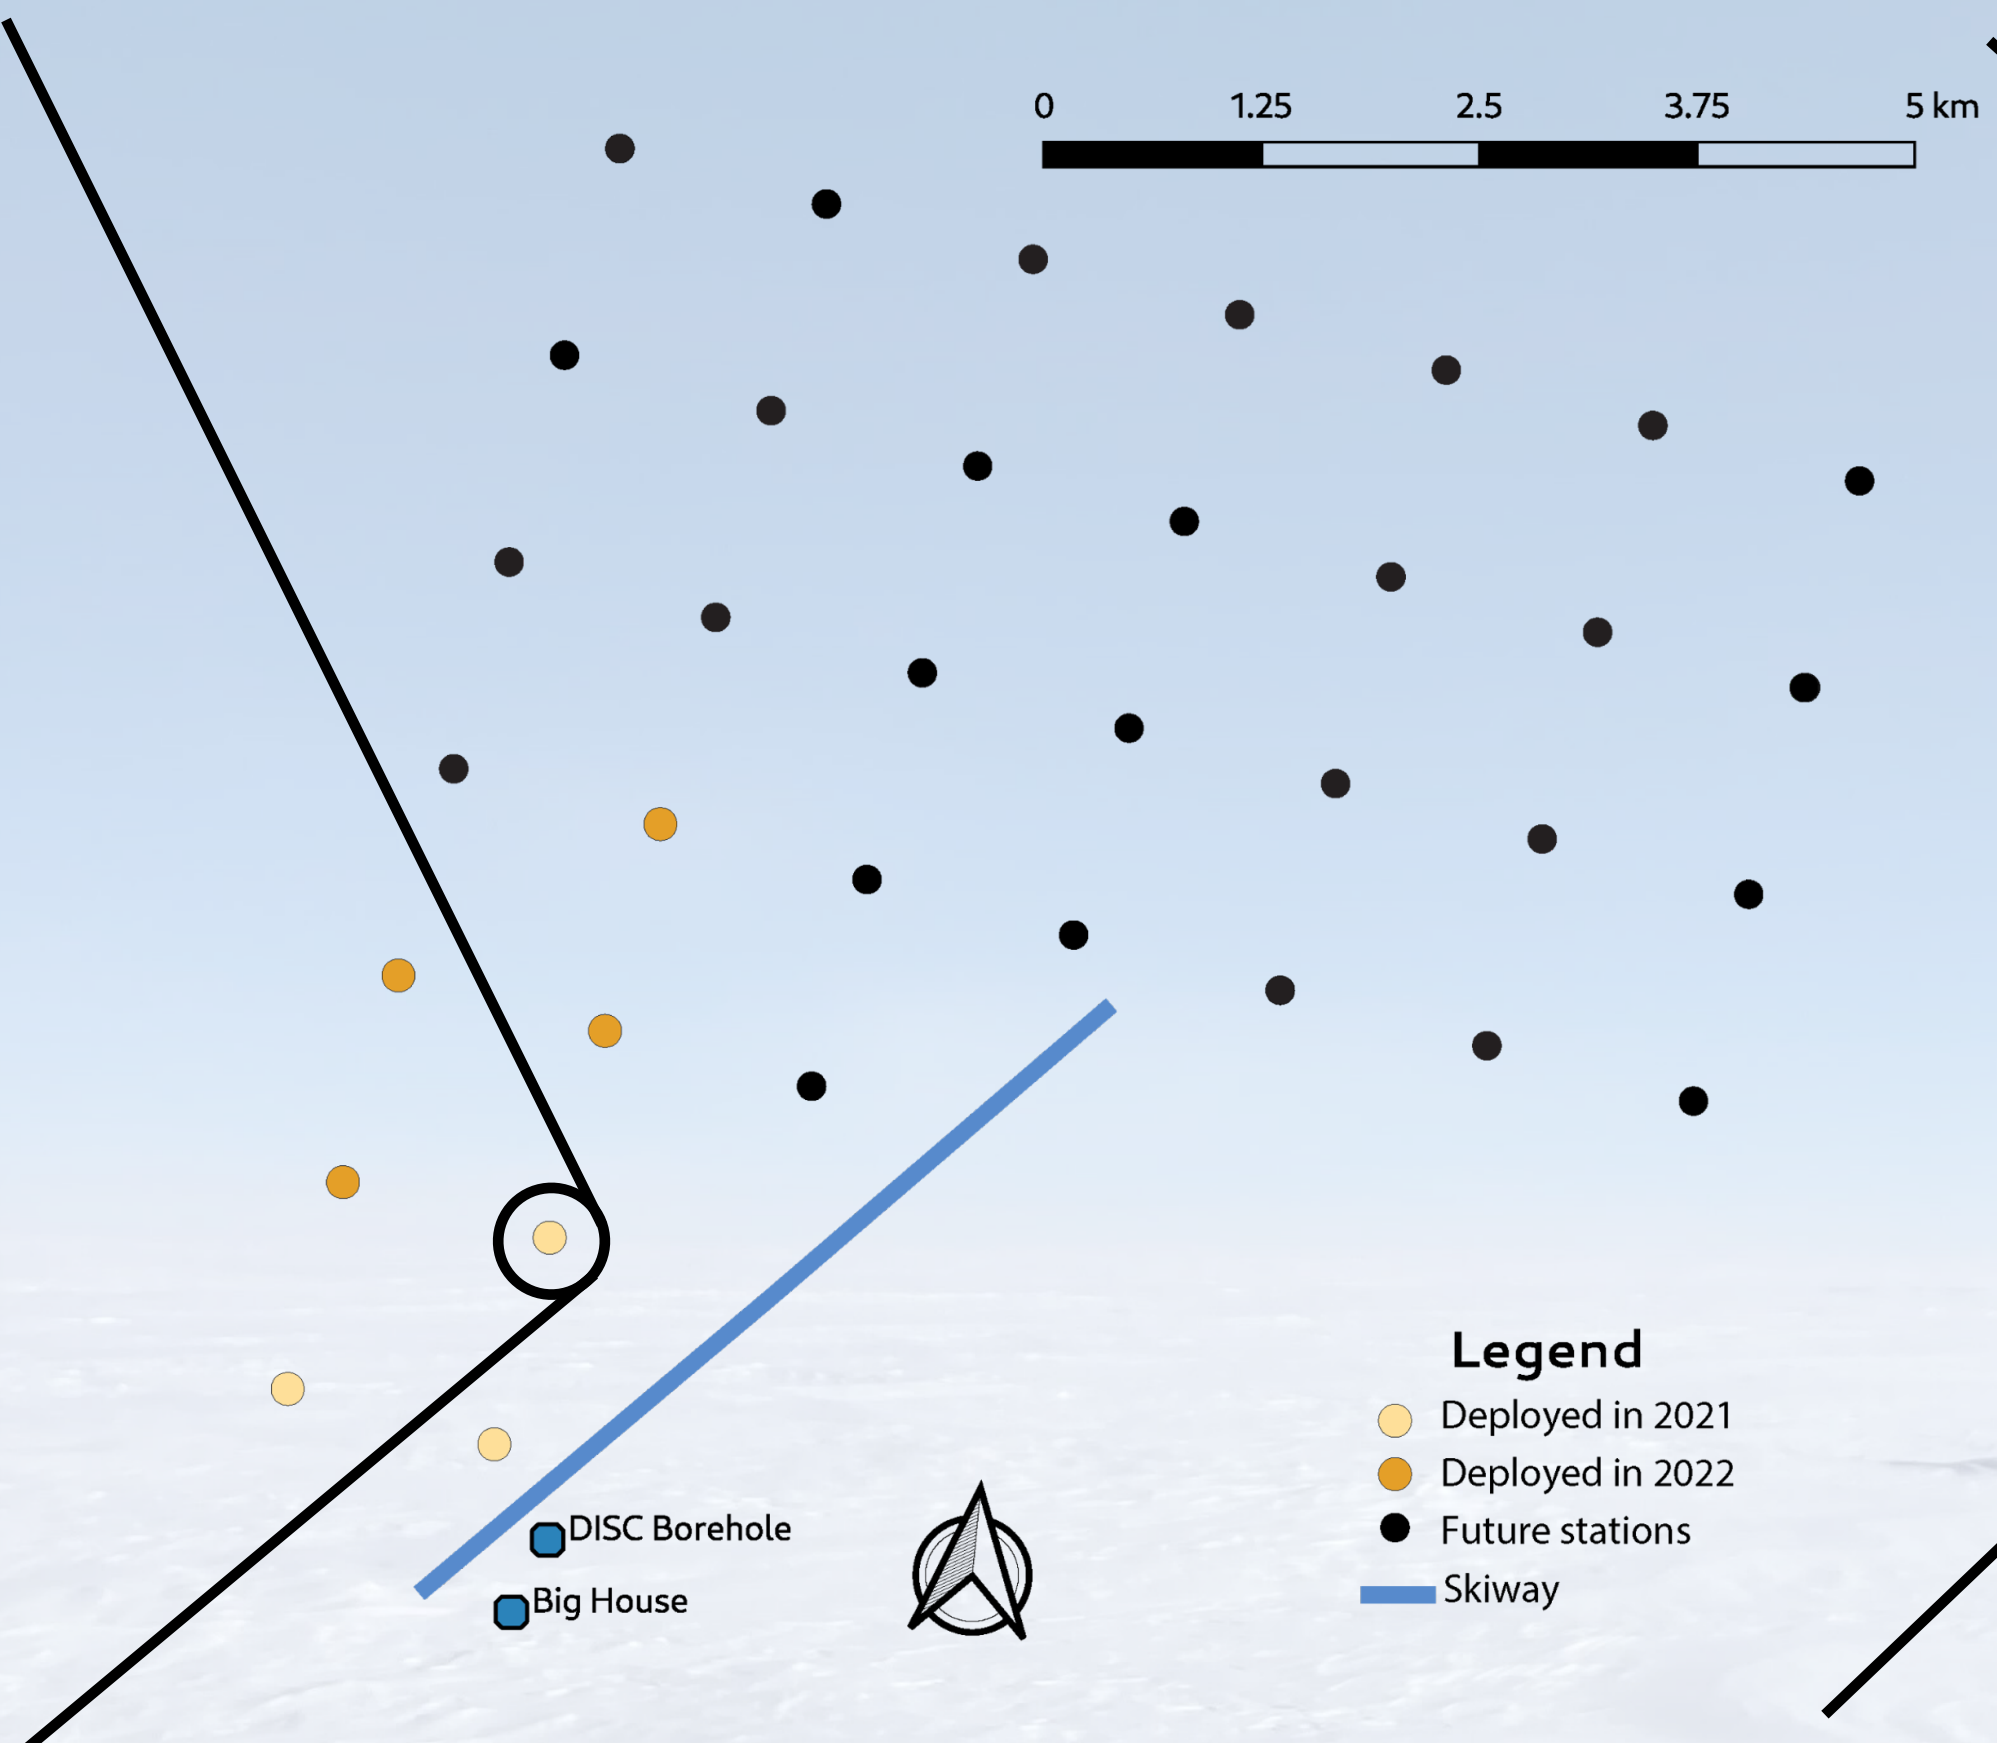 0 1.25 2.5 3.75 5 km
Legend
Deployed in 2021
Deployed in 2022
Future stations
Skiway
DISC Borehole
Big House